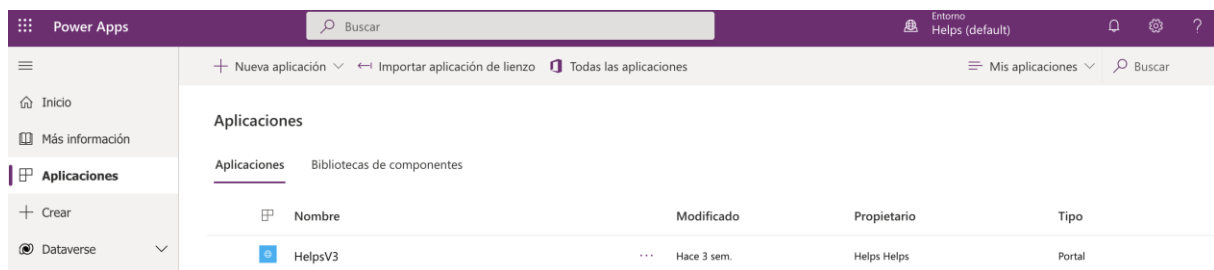 Power Apps
Buscar
Entorno
Helps (default)
Nueva aplicación
Importar aplicación de lienzo
Todas las aplicaciones
Mis aplicaciones
Buscar
Inicio
Más información
Aplicaciones
Crear
Dataverse
Aplicaciones
Aplicaciones Bibliotecas de componentes
Nombre Modificado Propietario Tipo
HelpsV3 ... Hace 3 sem. Helps Helps Portal